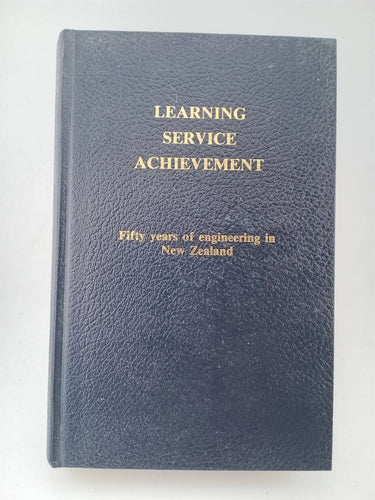 LEARNING
SERVICE
ACHIEVEMENT
Fifty years of engineering in
New Zealand